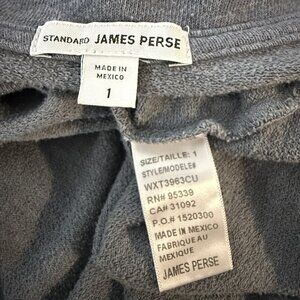 STANDARD JAMES PERSE
MADE IN
MEXICO
1
SIZE/TAILLE: 1
STYLE/MODELE#
WXT3963CU
RN# 95339
CA# 31092
P.O.# 1520300
MADE IN MEXICO
FABRIQUE AU
MEXIQUE
JAMES PERSE